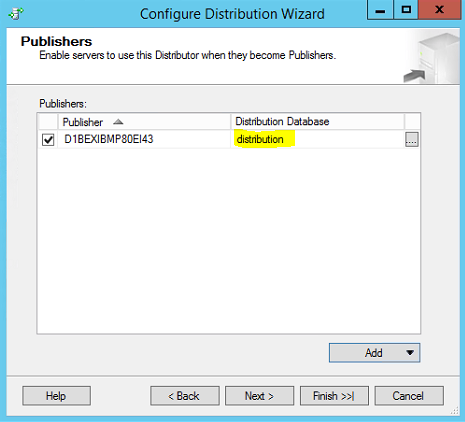 Configure Distribution Wizard
Publishers
Enable servers to use this Distributor when they become Publishers.
Publishers:
Publisher Distribution Database
D1BEXIBMP80EI43 distribution ...
Add
Help < Back Next > Finish >>| Cancel